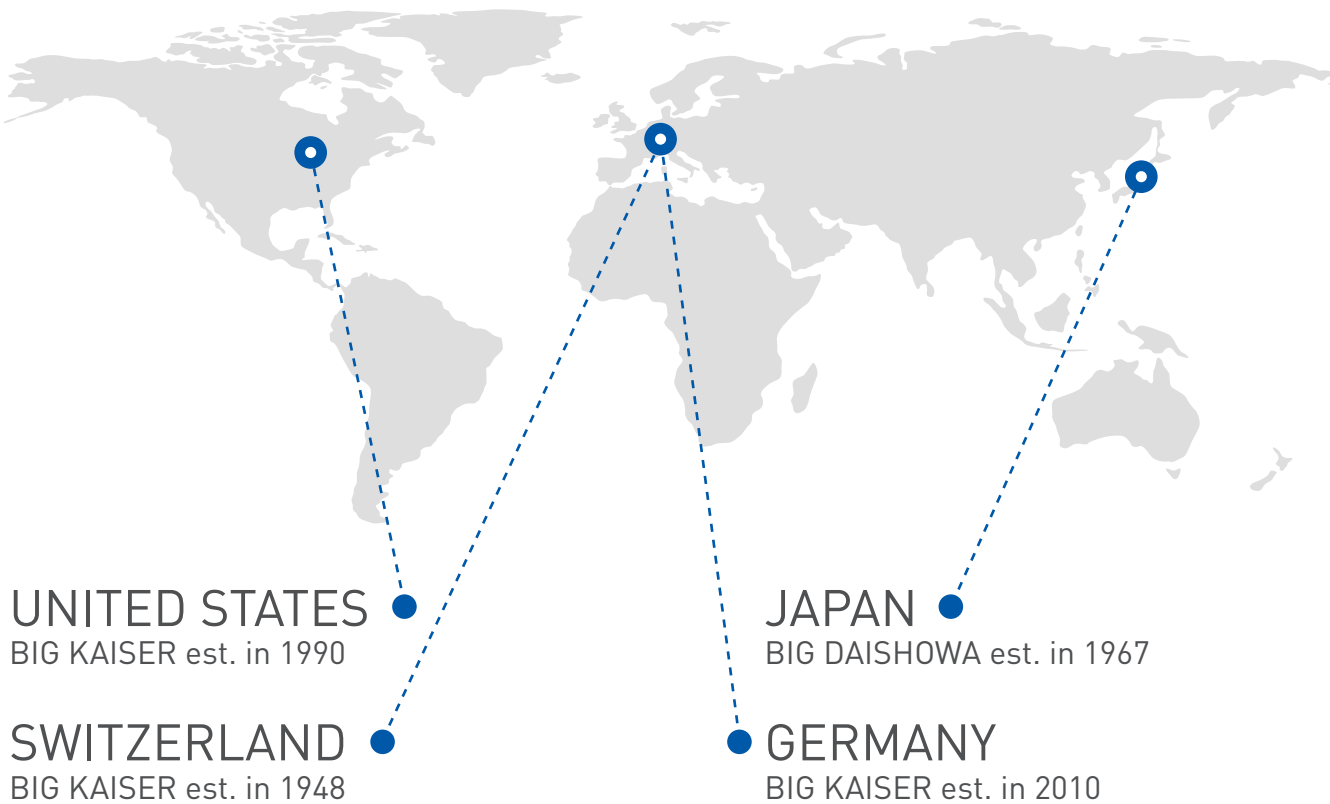 UNITED STATES
BIG KAISER est. in 1990
JAPAN
BIG DAISHOWA est. in 1967
SWITZERLAND
BIG KAISER est. in 1948
GERMANY
BIG KAISER est. in 2010